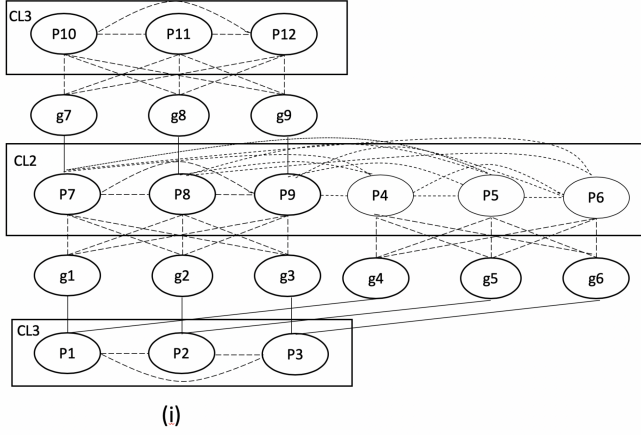 CL3
P10 P11 P12
g7 g8 g9
CL2
P7 P8 P9 P4 P5 P6
g1 g2 g3 g4 g5 g6
CL3
P1 P2 P3
(i)